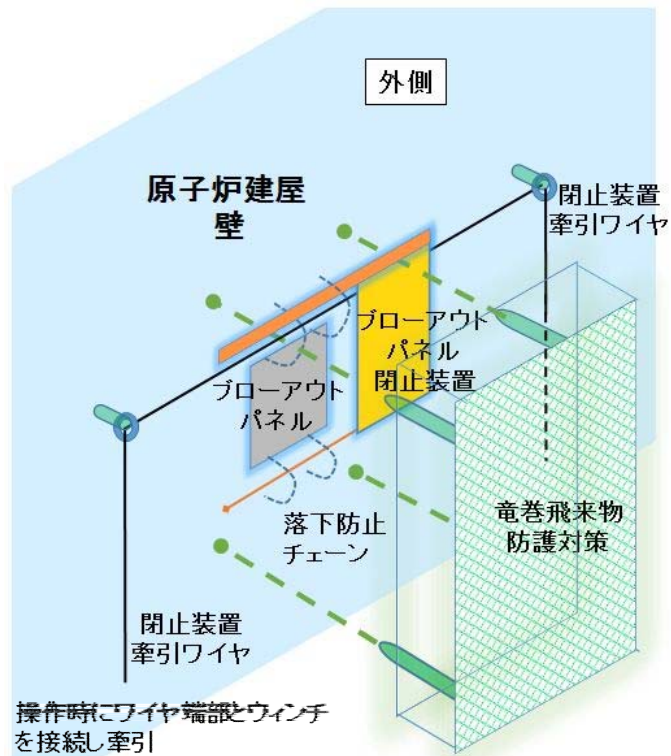 外側
原子炉建屋
壁
閉止装置
牽引ワイヤ
ブローアウト
パネル
閉止装置
ブローアウト
パネル
竜巻飛来物
防護対策
落下防止
チェーン
閉止装置
牽引ワイヤ
操作時にワイヤ端部とウィンチ
を接続し牽引